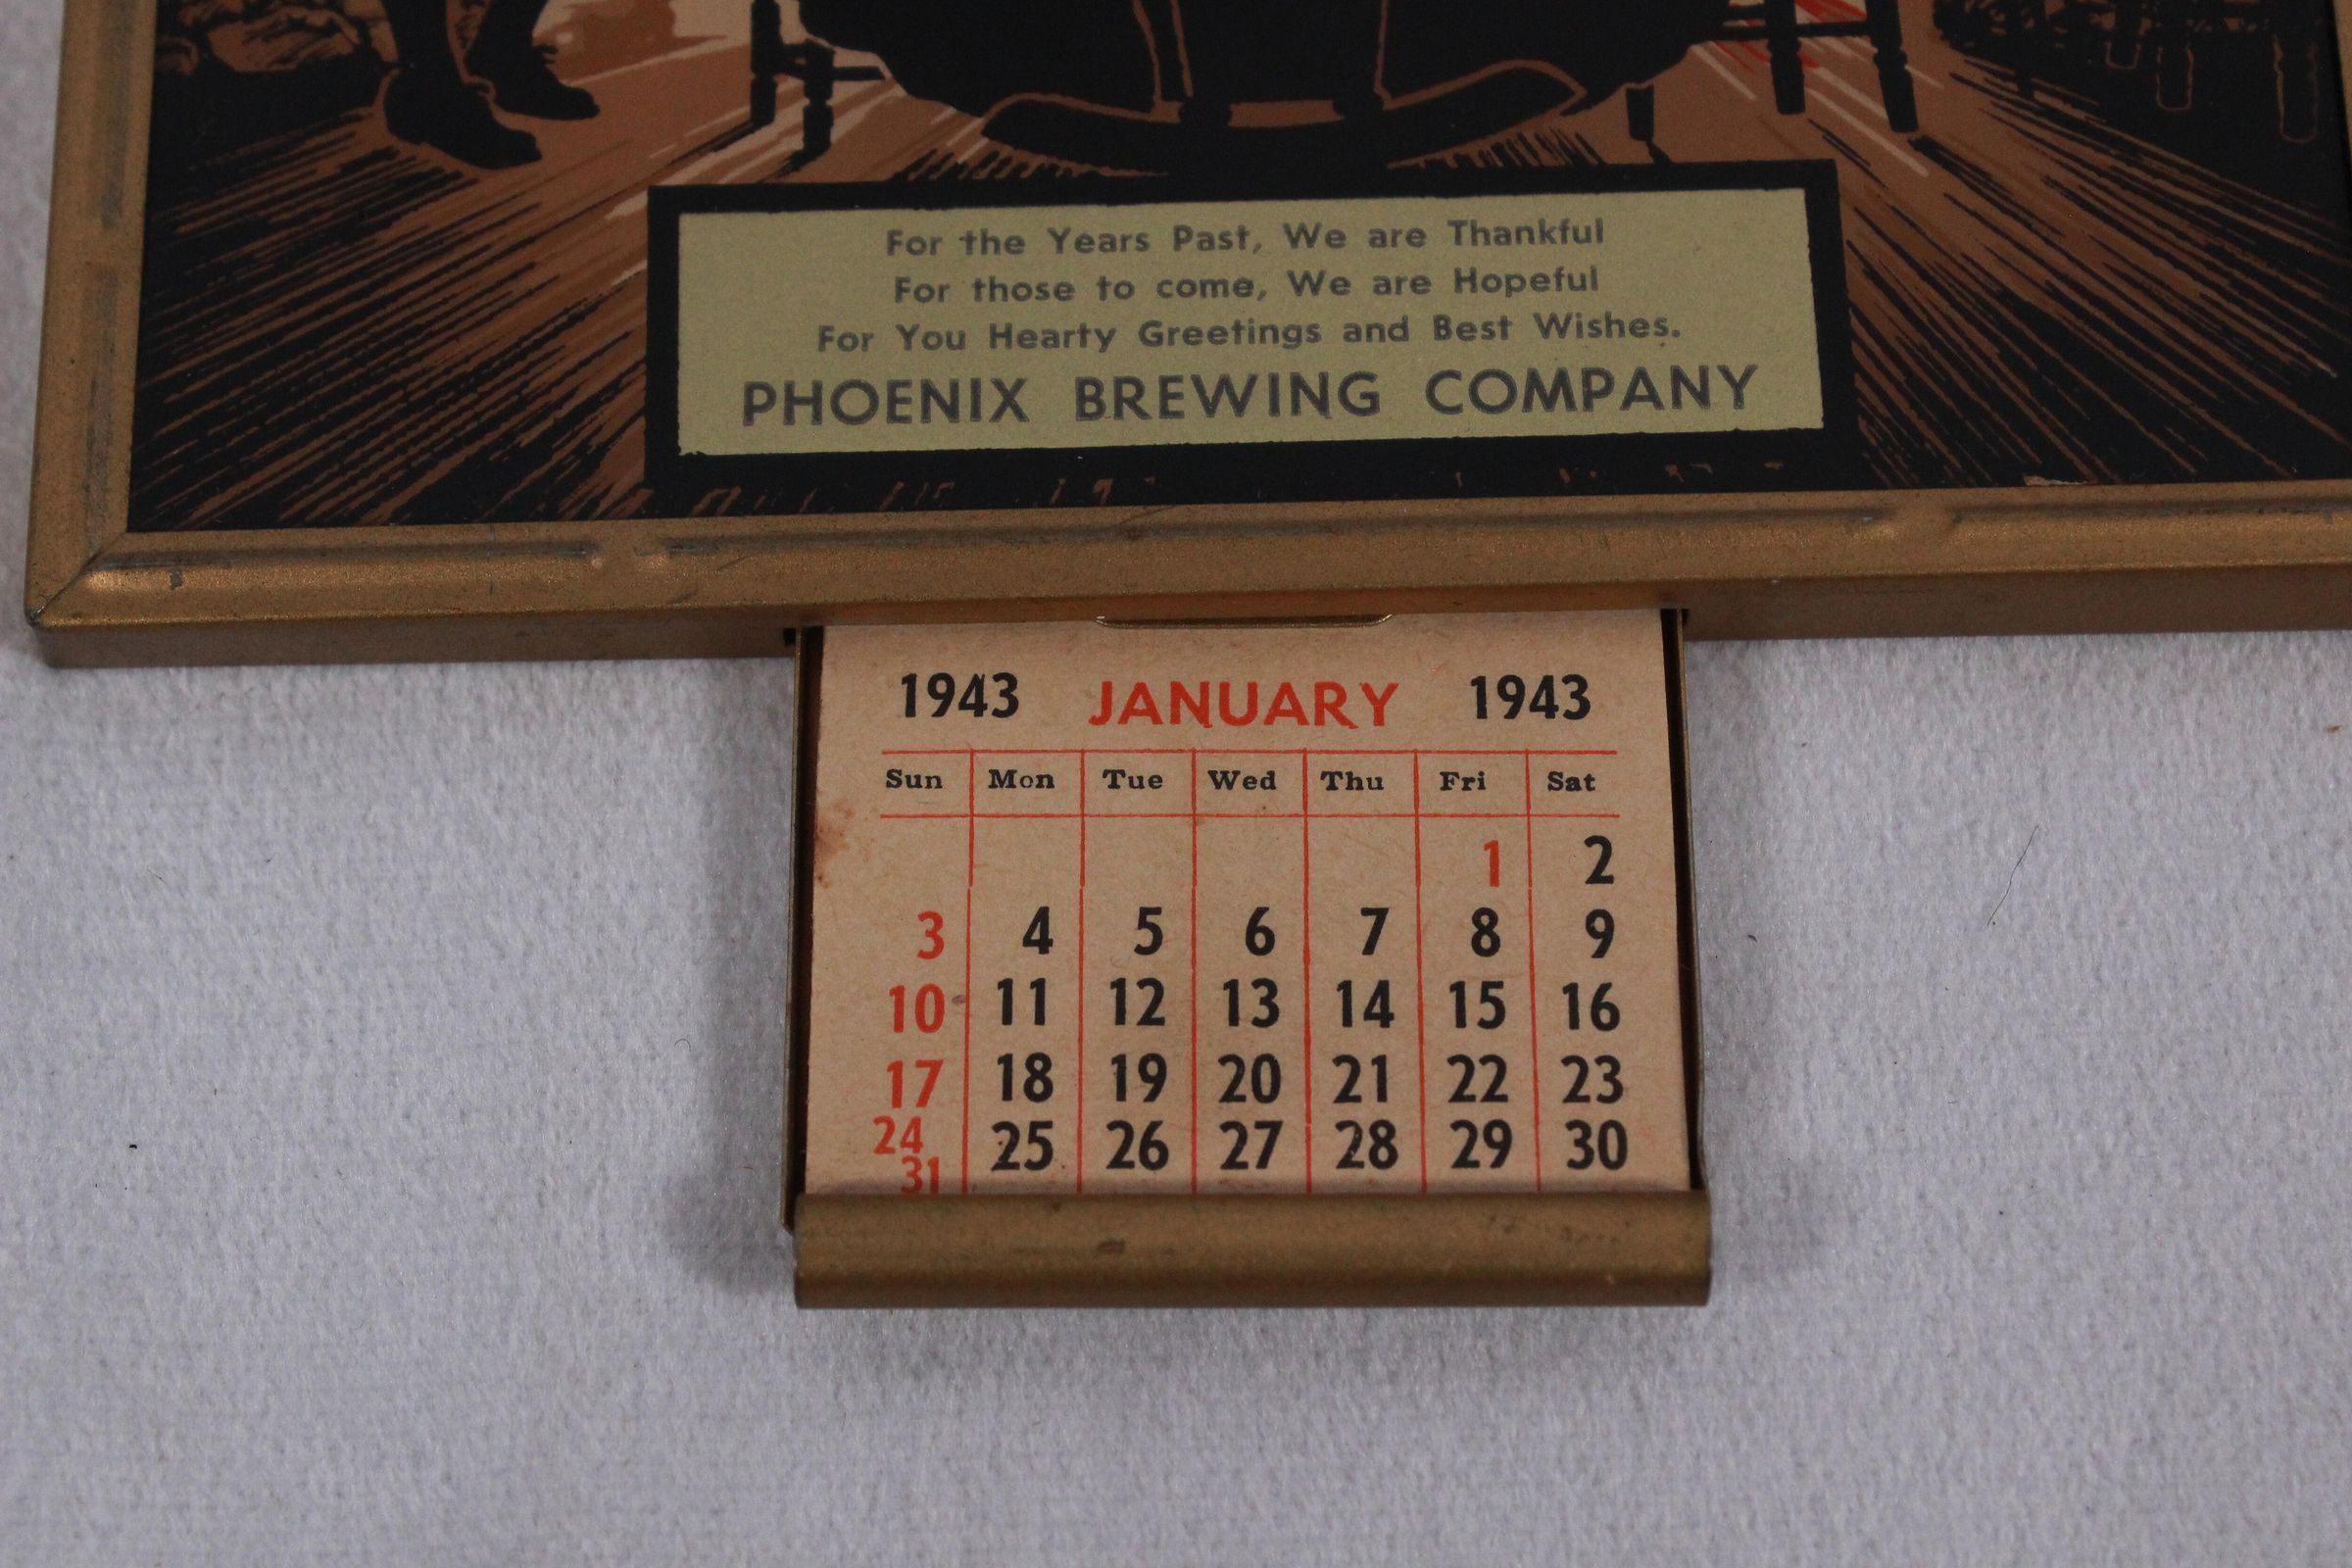 For the Years Past, We are Thankful
For those to come, We are Hopeful
For You Hearty Greetings and Best Wishes.
PHOENIX BREWING COMPANY
1943 JANUARY 1943
Sun Mon Tue Wed Thu Fri Sat
1 2
3 4 5 6 7 8 9
10 11 12 13 14 15 16
17 18 19 20 21 22 23
24 25 26 27 28 29 30
31